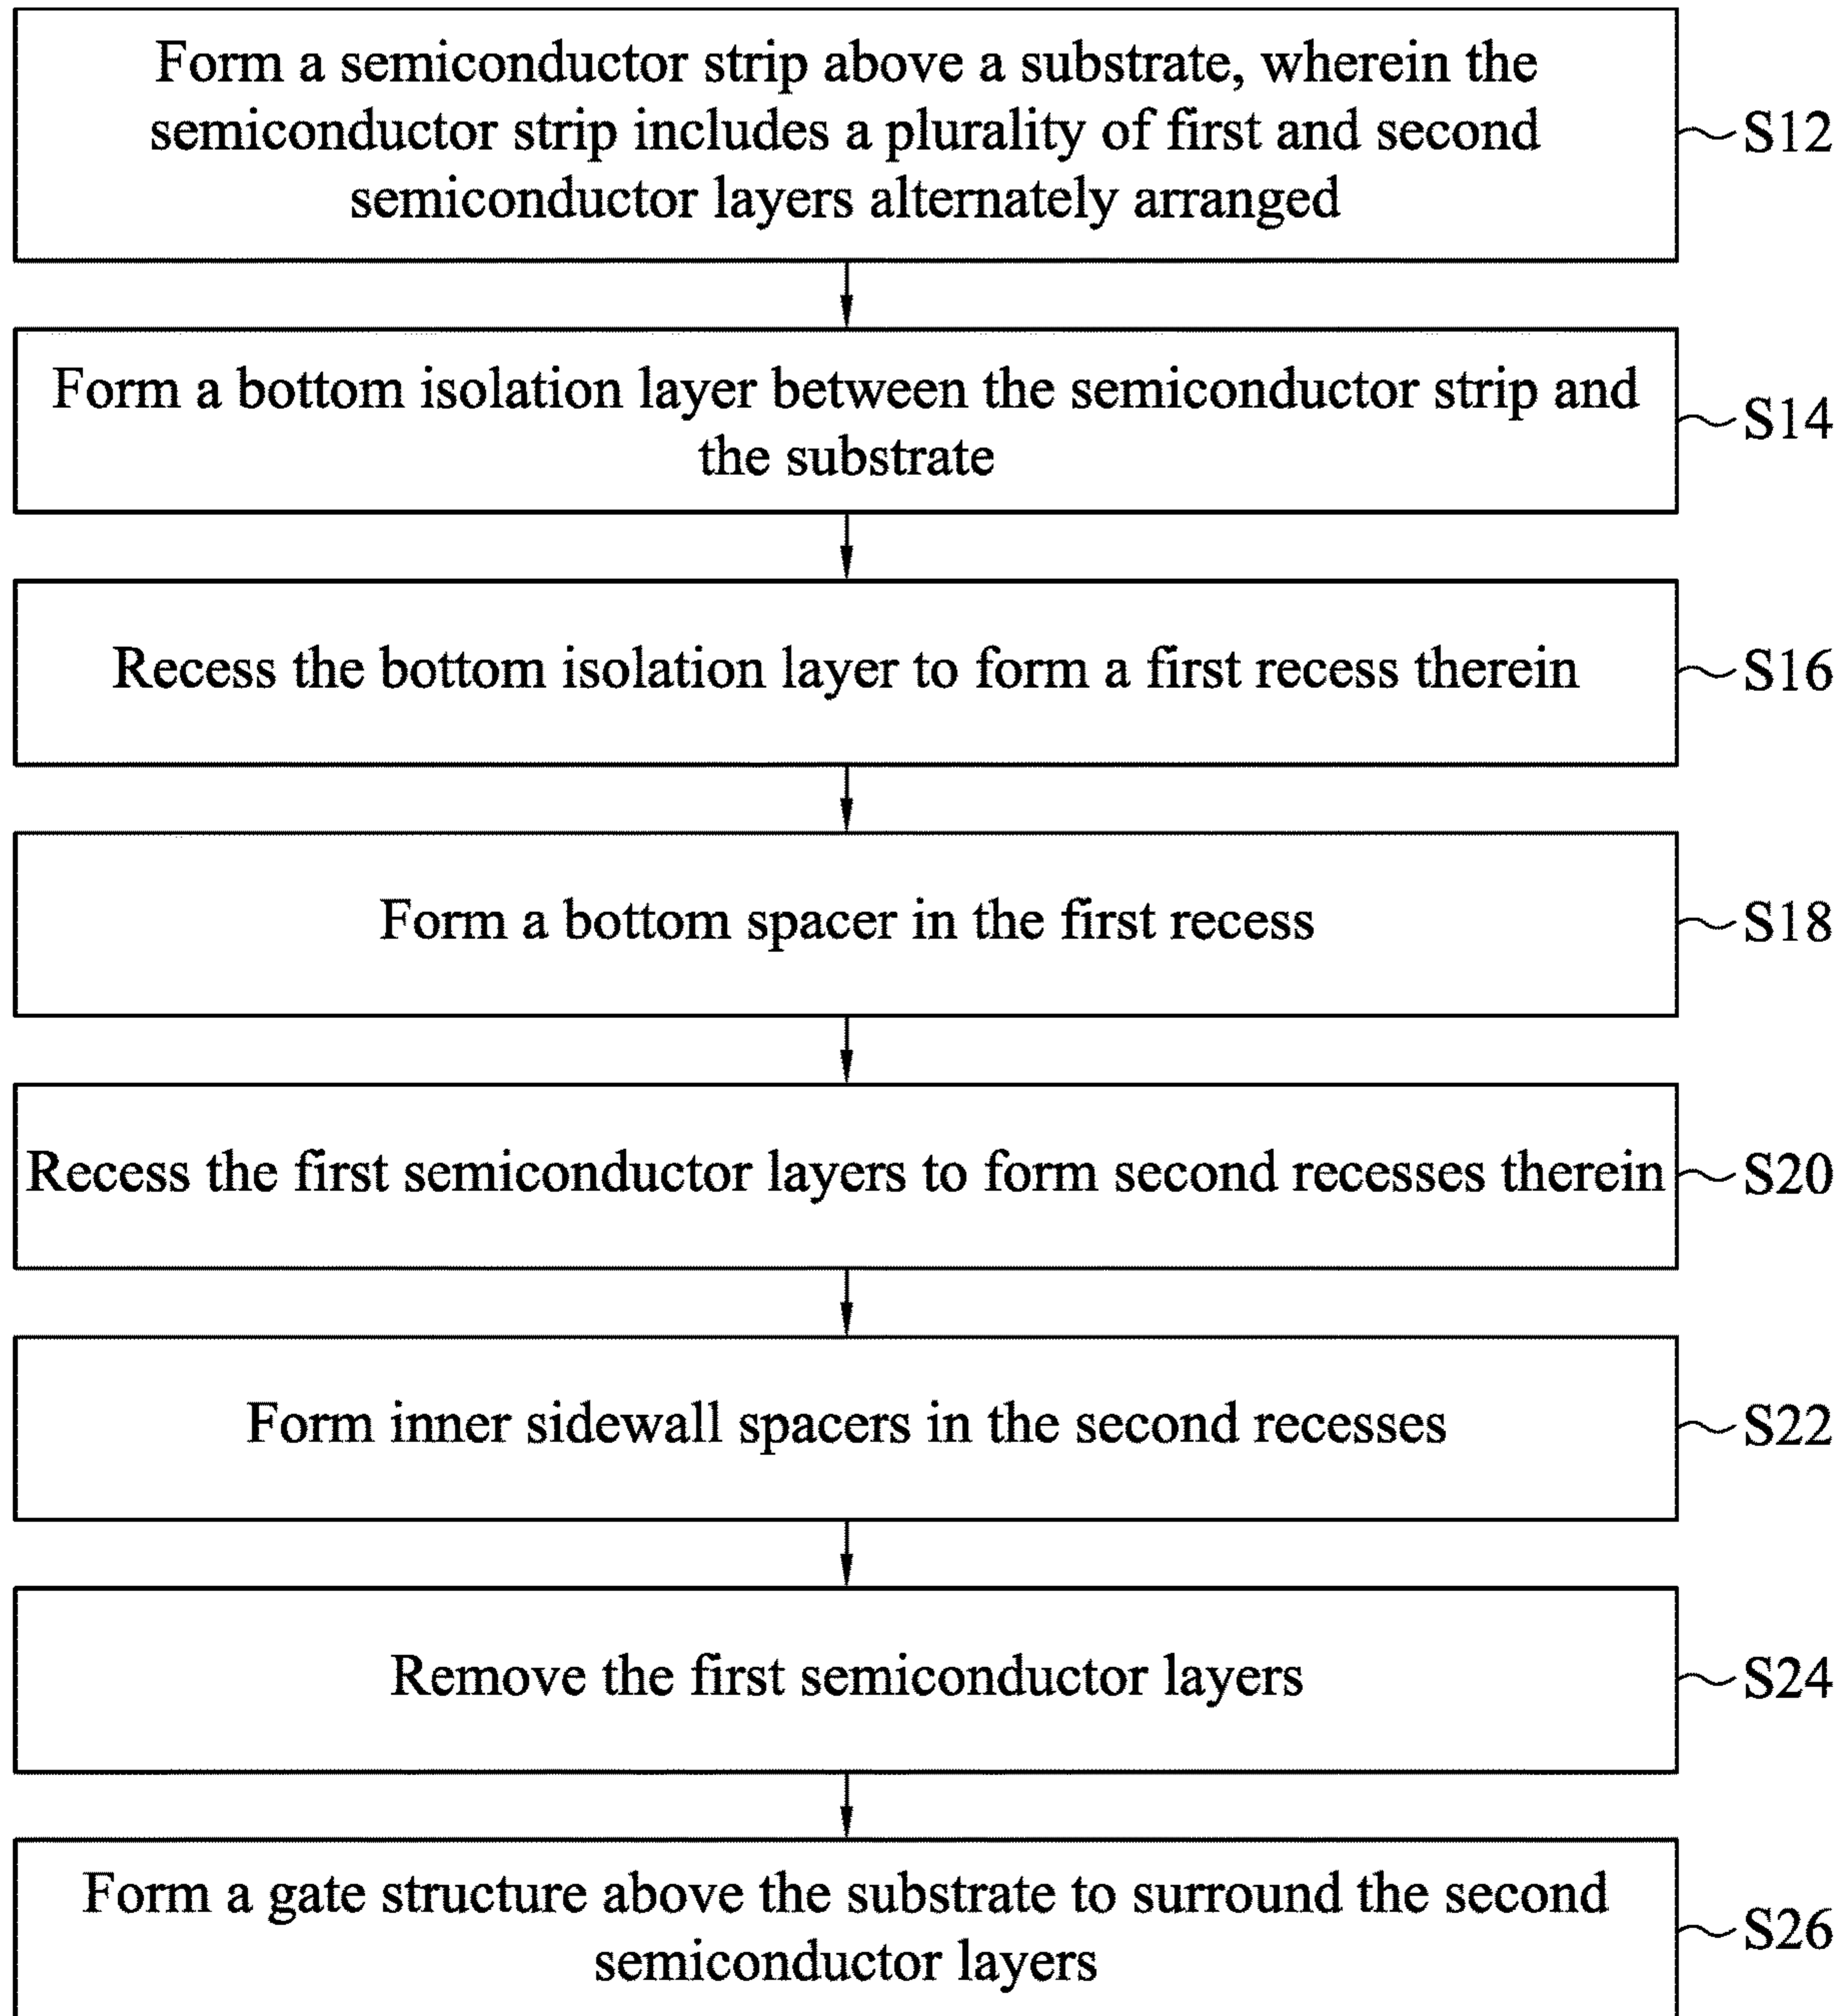 Form a semiconductor strip above a substrate, wherein the
semiconductor strip includes a plurality of first and second
semiconductor layers alternately arranged
S12
Form a bottom isolation layer between the semiconductor strip and
the substrate
S14
Recess the bottom isolation layer to form a first recess therein
S16
Form a bottom spacer in the first recess
S18
Recess the first semiconductor layers to form second recesses therein
S20
Form inner sidewall spacers in the second recesses
S22
Remove the first semiconductor layers
S24
Form a gate structure above the substrate to surround the second
semiconductor layers
S26